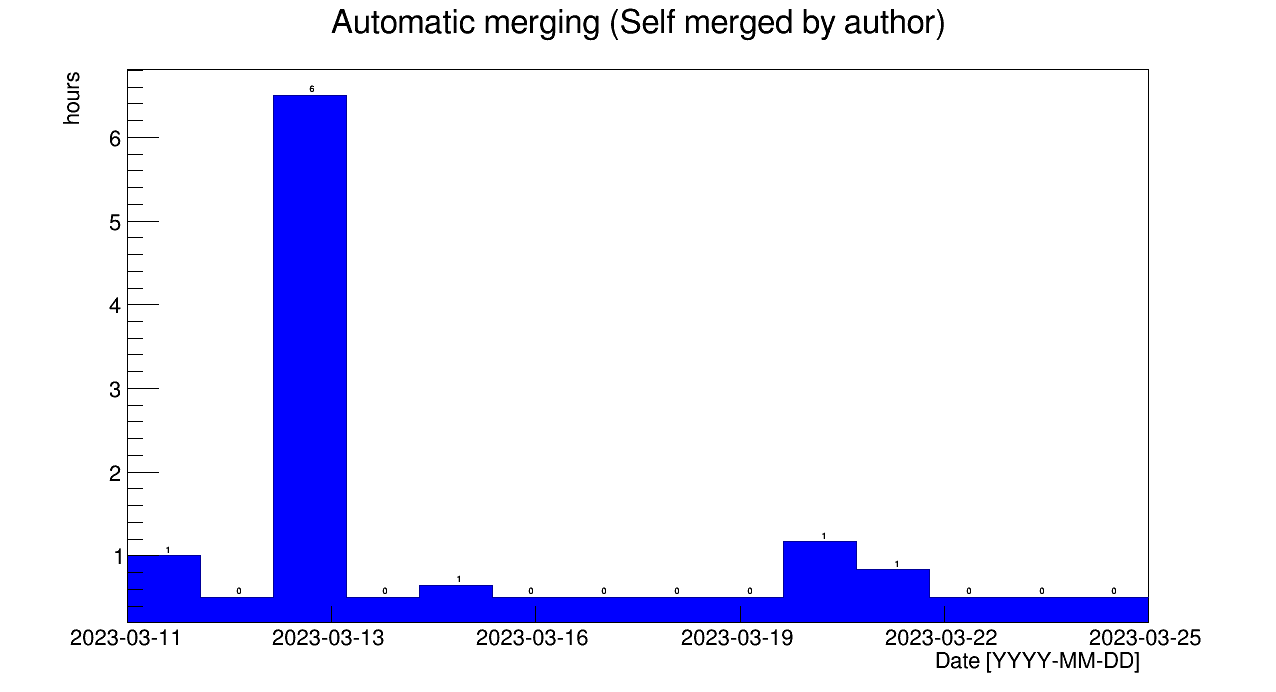 Automatic merging (Self merged by author)
hours
6
6
5
4
3
2
1
1 0 0 1 0 0 0 0 1 1 0 0 0
2023-03-11 2023-03-13 2023-03-16 2023-03-19 2023-03-22 2023-03-25
Date [YYYY-MM-DD]